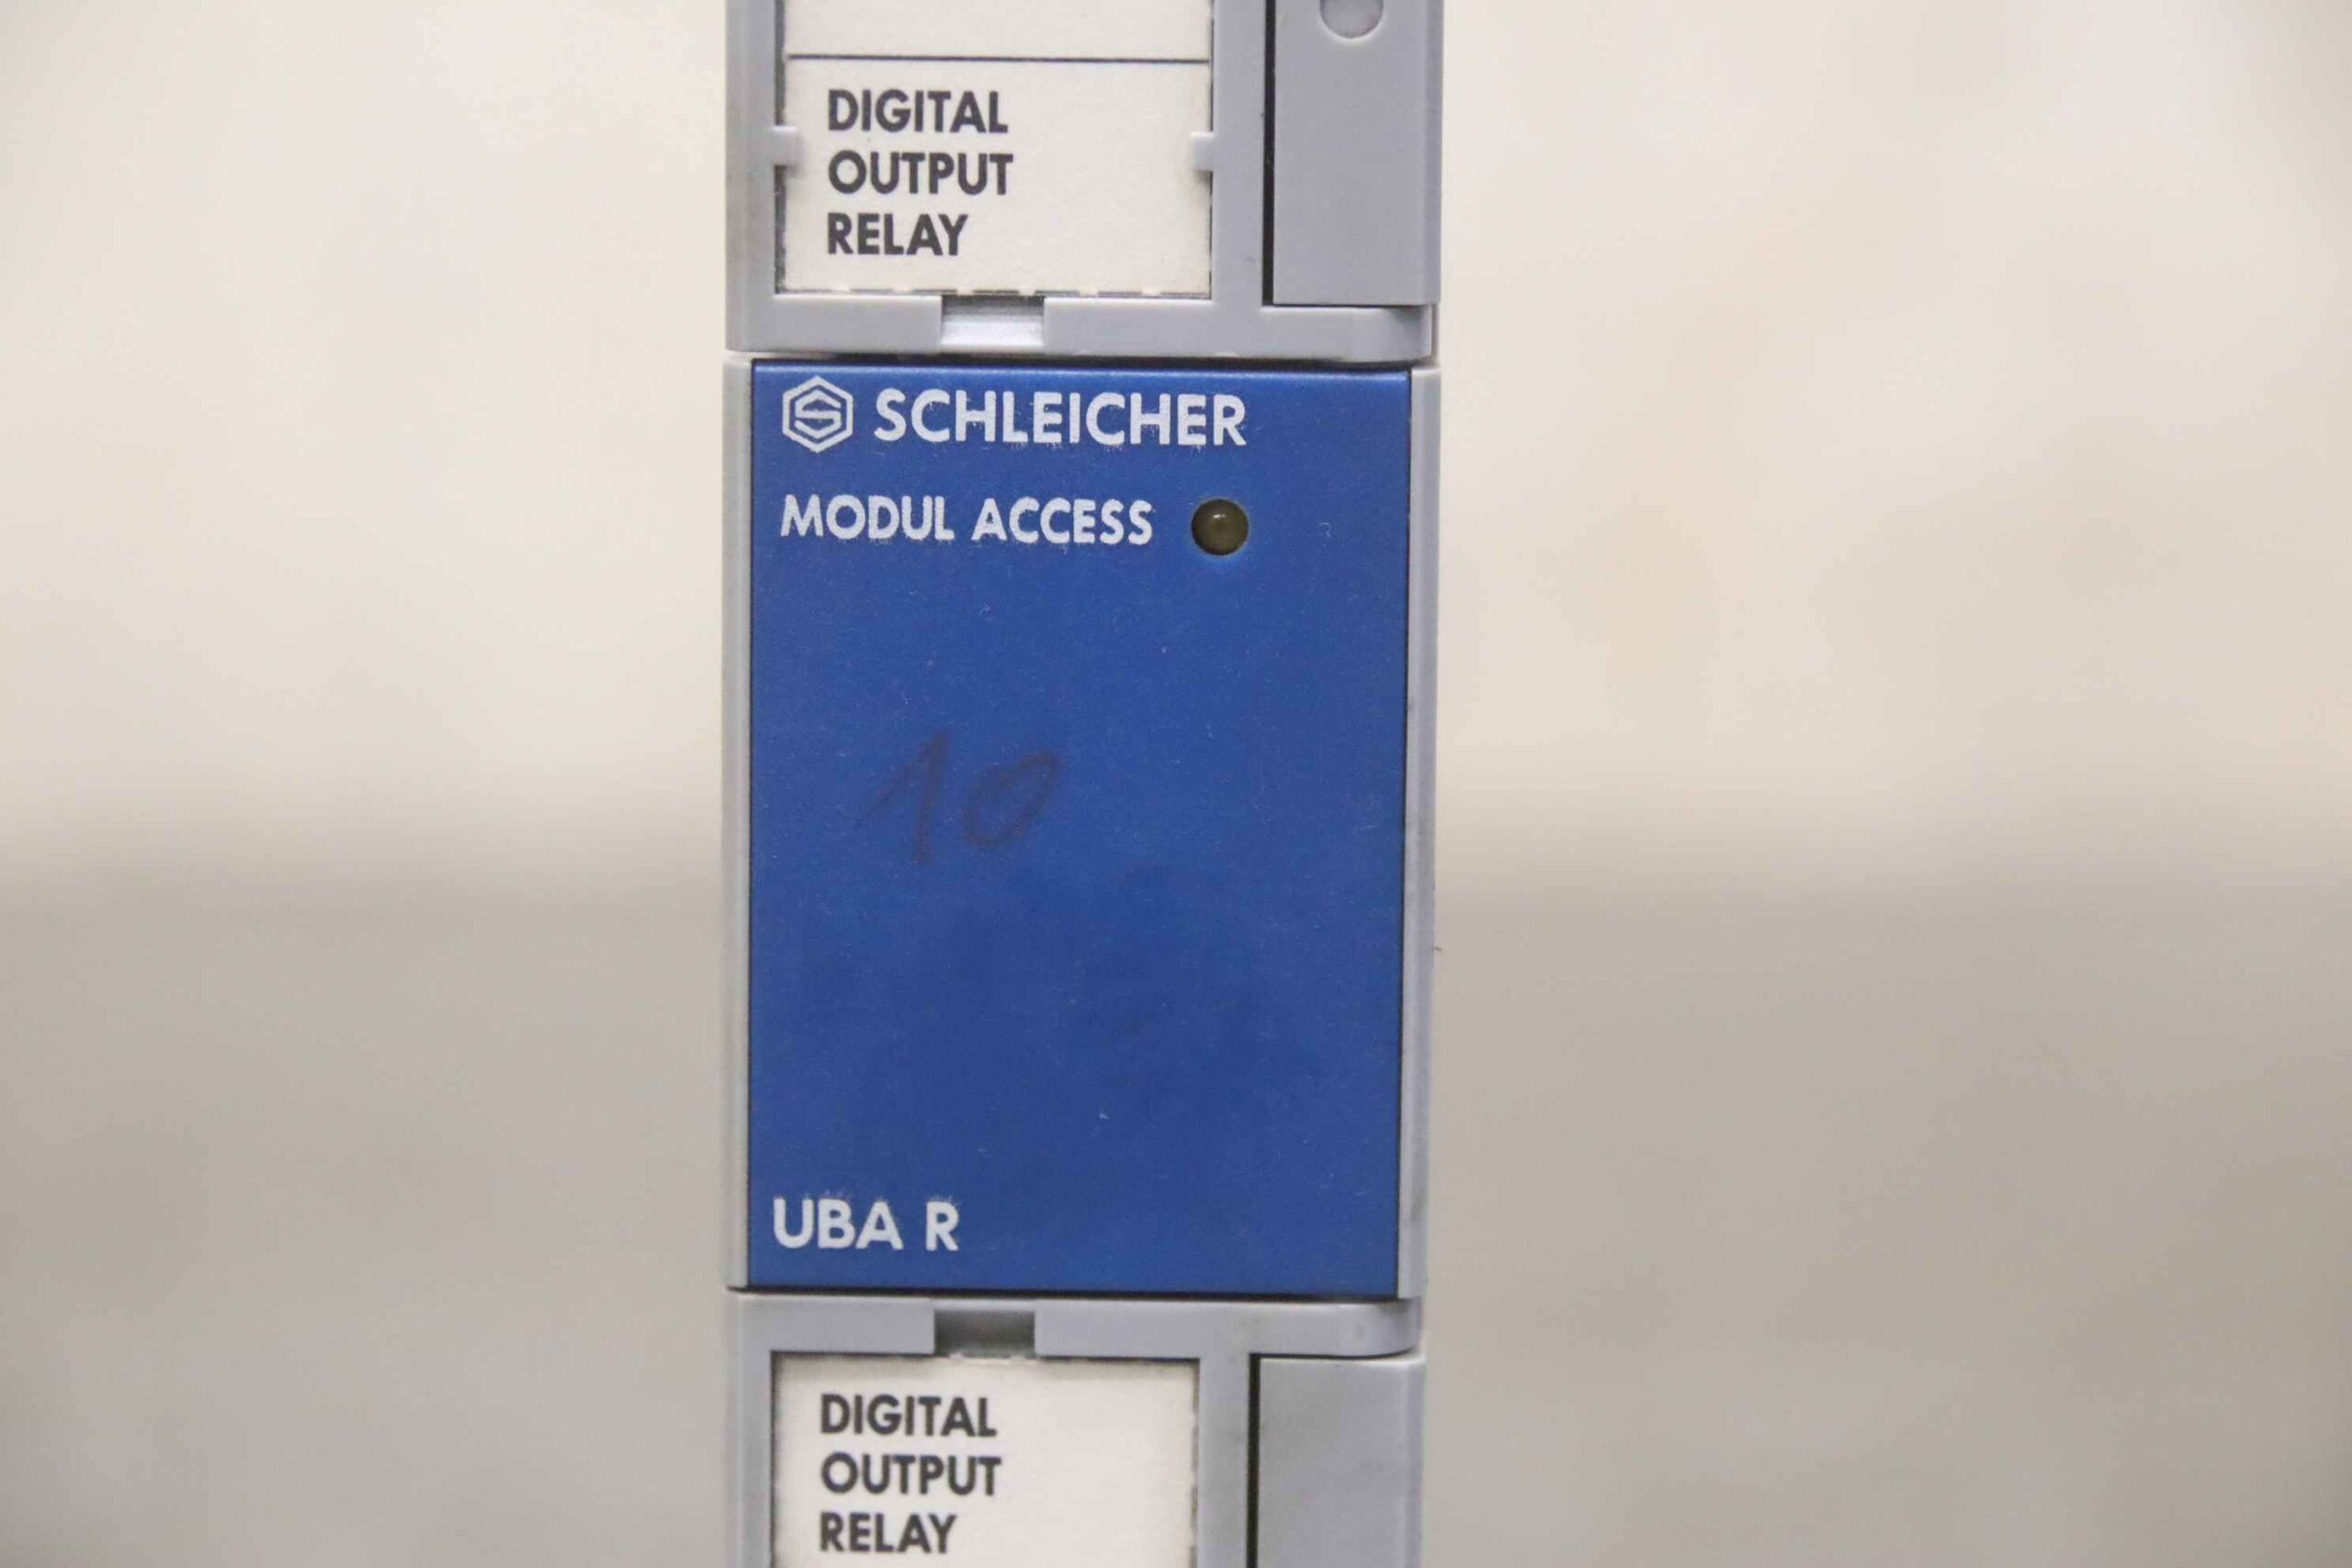 DIGITAL
OUTPUT
RELAY
SCHLEICHER
MODUL ACCESS
10
UBA R
DIGITAL
OUTPUT
RELAY